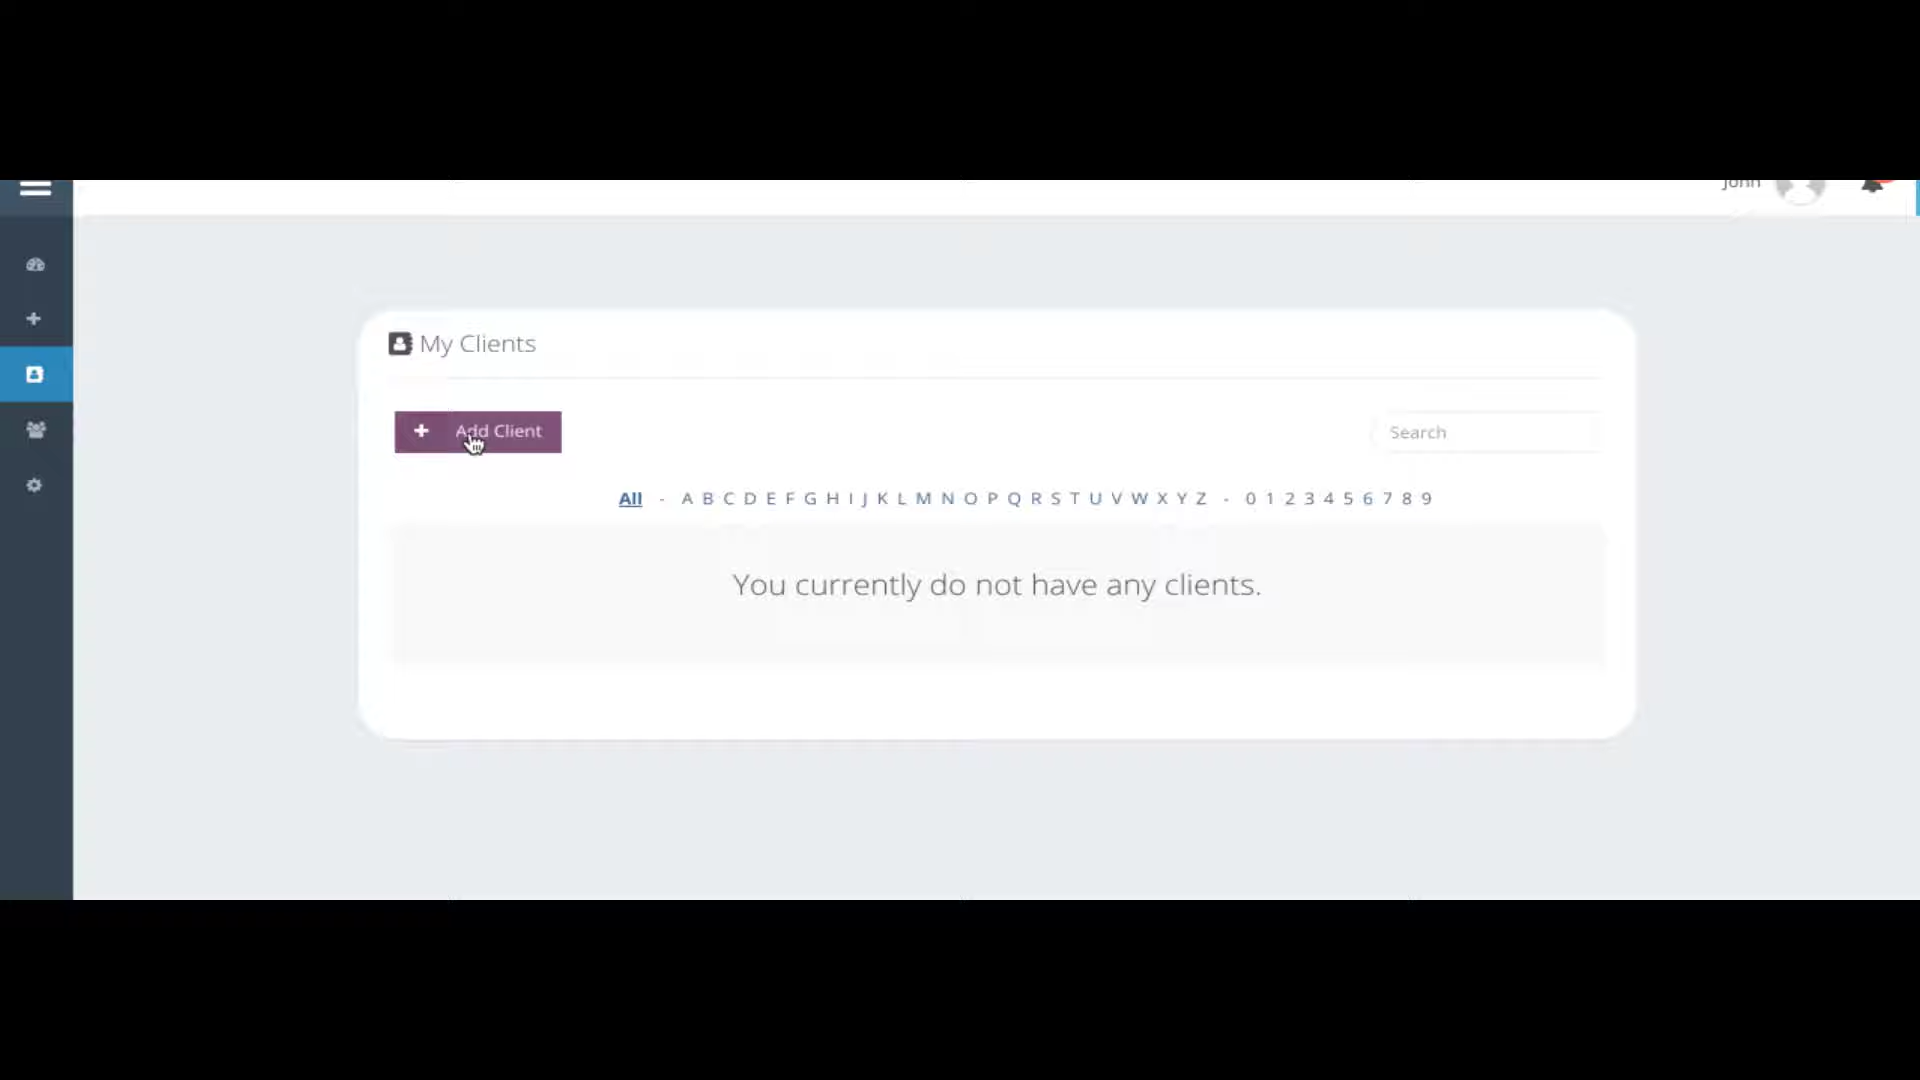 John
My Clients
Add Client
Search
All - A B C D E F G H I J K L M N O P Q R S T U V W X Y Z - 0 1 2 3 4 5 6 7 8 9
You currently do not have any clients.